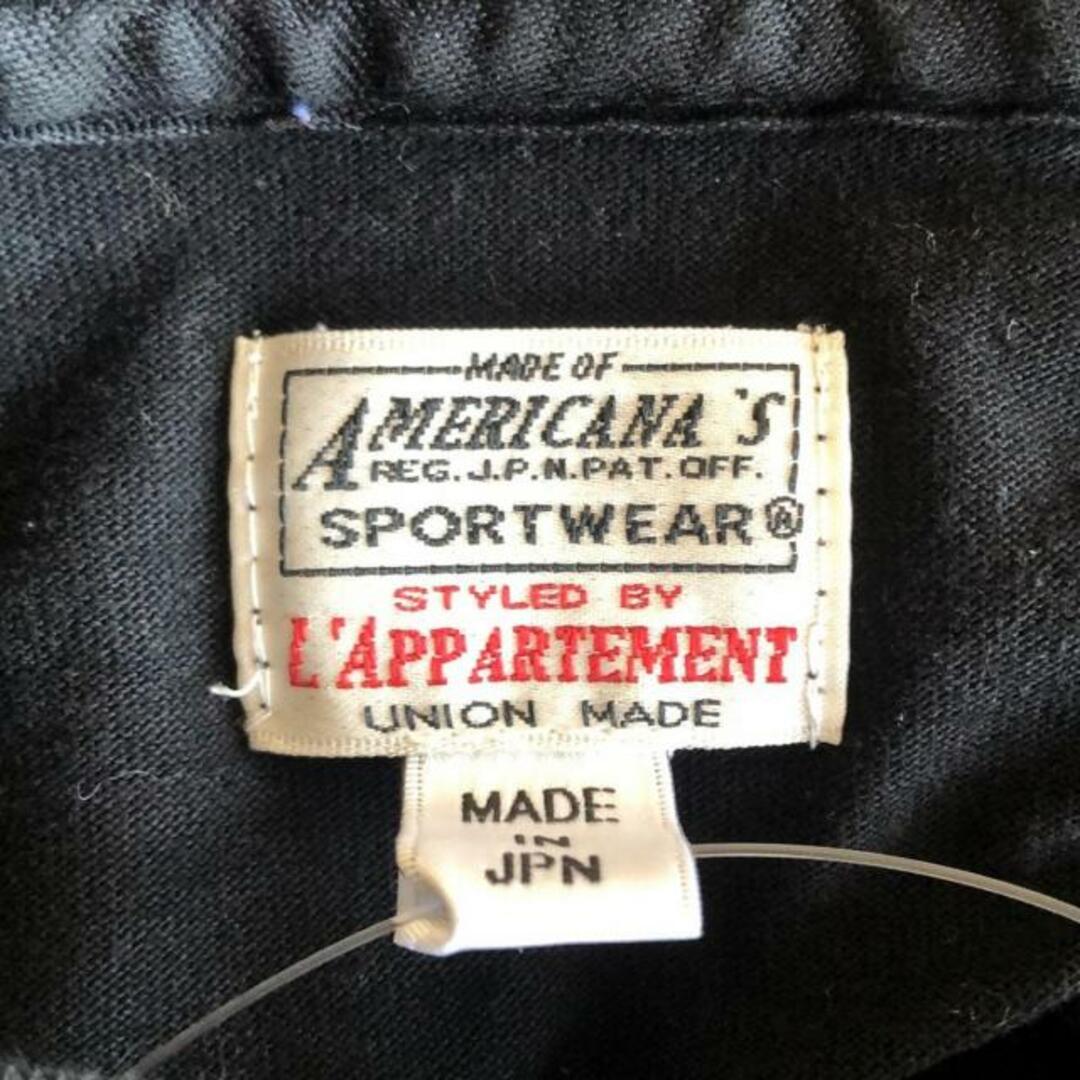 MADE OF
AMERICANA'S
REG.J.P.N.PAT.OFF.
SPORTWEAR®
STYLED BY
L'APPARTEMENT
UNION MADE
MADE
IN
JPN